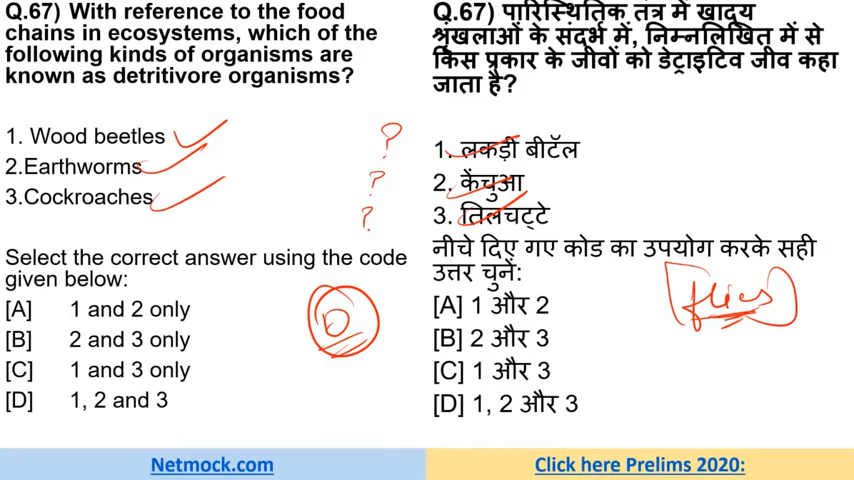 Q.67) With reference to the food
chains in ecosystems, which of the
following kinds of organisms are
known as detritivore organisms?
1. Wood beetles
2.Earthworms
3.Cockroaches
?
?
?
Select the correct answer using the code
given below:
[A] 1 and 2 only
[B] 2 and 3 only
[C] 1 and 3 only
[D] 1, 2 and 3
D
Q.67) पारिस्थितिक तंत्र में खाद्य
श्रृंखलाओं के संदर्भ में, निम्नलिखित में से
किस प्रकार के जीवों को डेट्राइटिव जीव कहा
जाता है?
1. लकड़ी बीटॅल
2. केंचुआ
3. तिलचट्टे
नीचे दिए गए कोड का उपयोग करके सही
उत्तर चुनें:
[A] 1 और 2
[B] 2 और 3
[C] 1 और 3
[D] 1, 2 और 3
flies
Netmock.com
Click here Prelims 2020: